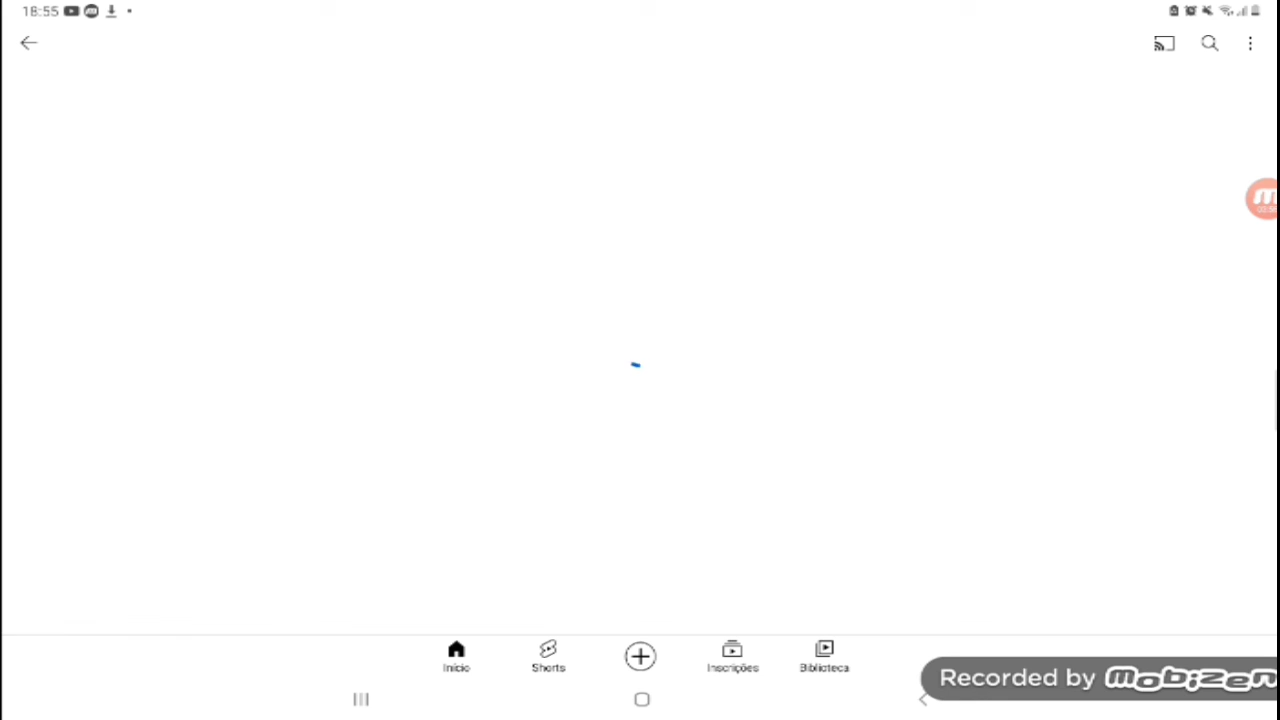 18:55
Início
Shorts
Inscrições
Biblioteca
Recorded by mobizen